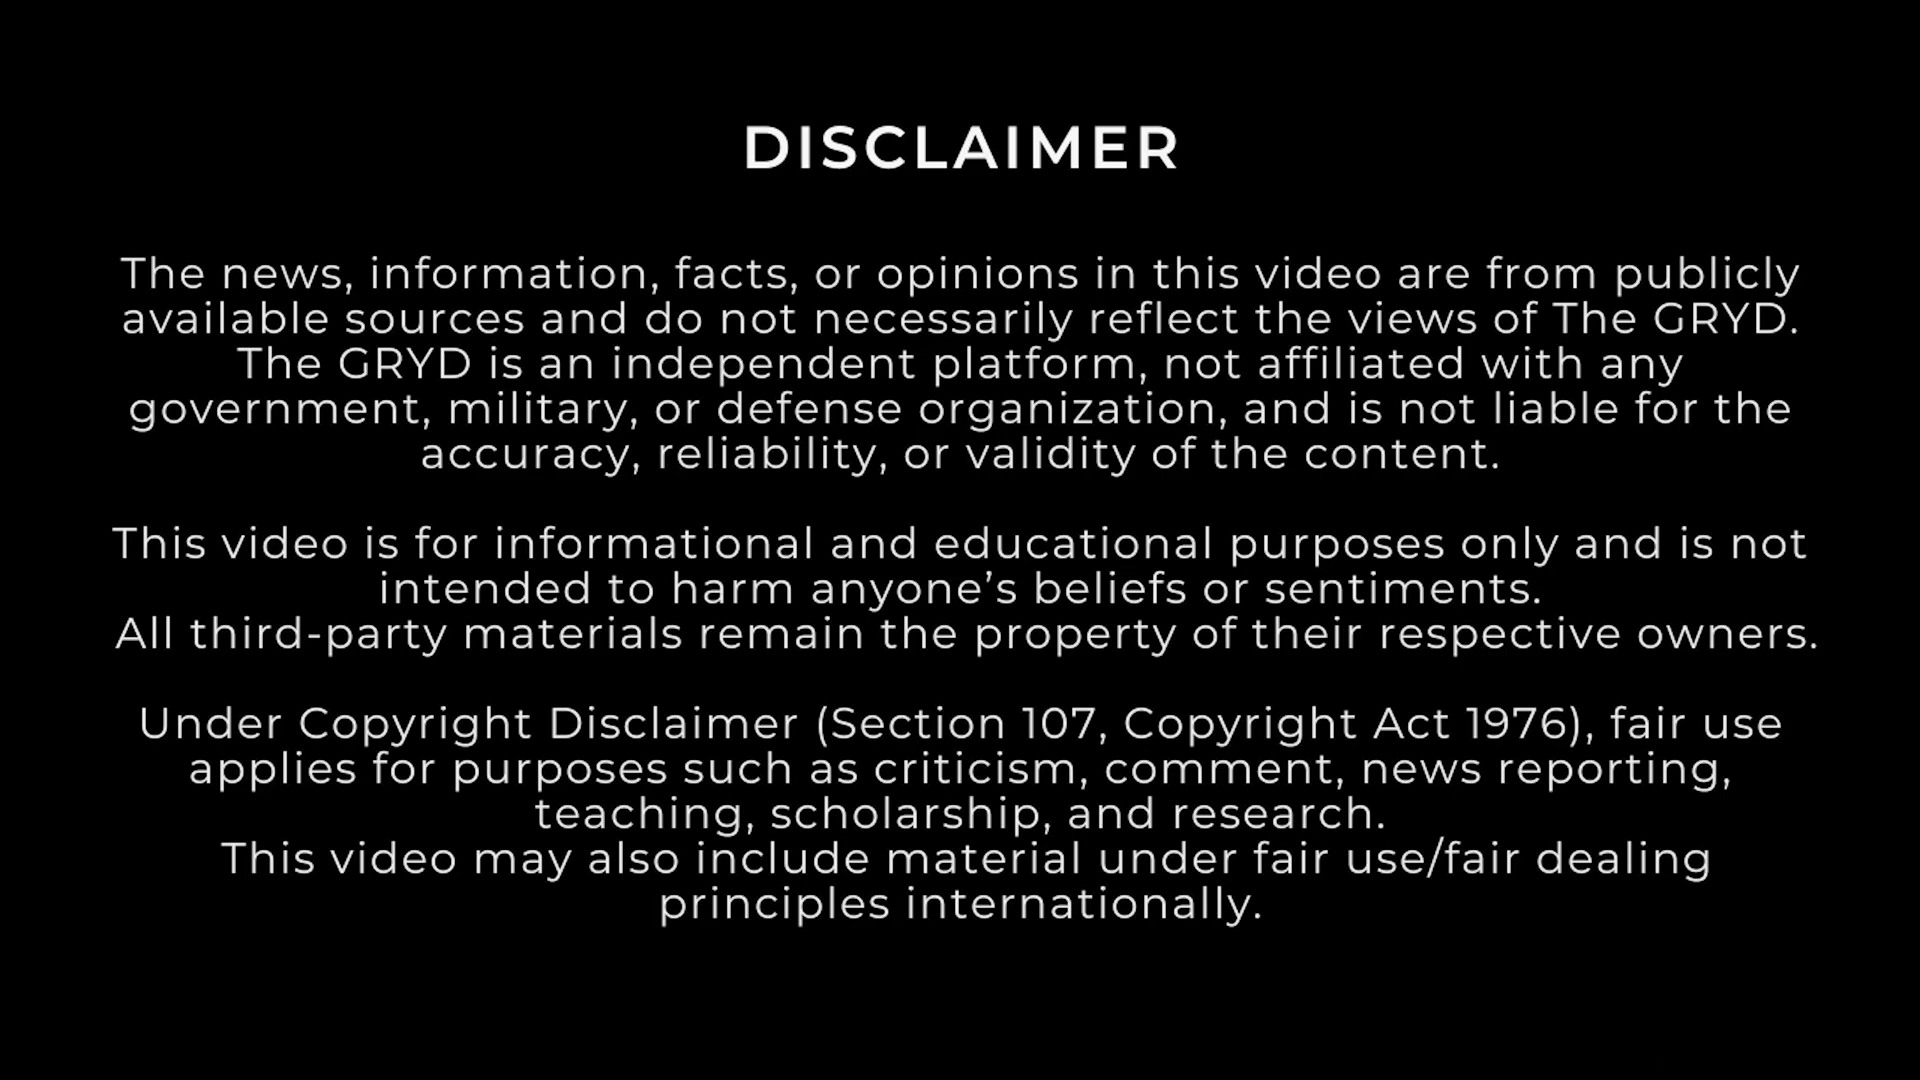 DISCLAIMER
The news, information, facts, or opinions in this video are from publicly
available sources and do not necessarily reflect the views of The GRYD.
The GRYD is an independent platform, not affiliated with any
government, military, or defense organization, and is not liable for the
accuracy, reliability, or validity of the content.
This video is for informational and educational purposes only and is not
intended to harm anyone’s beliefs or sentiments.
All third-party materials remain the property of their respective owners.
Under Copyright Disclaimer (Section 107, Copyright Act 1976), fair use
applies for purposes such as criticism, comment, news reporting,
teaching, scholarship, and research.
This video may also include material under fair use/fair dealing
principles internationally.